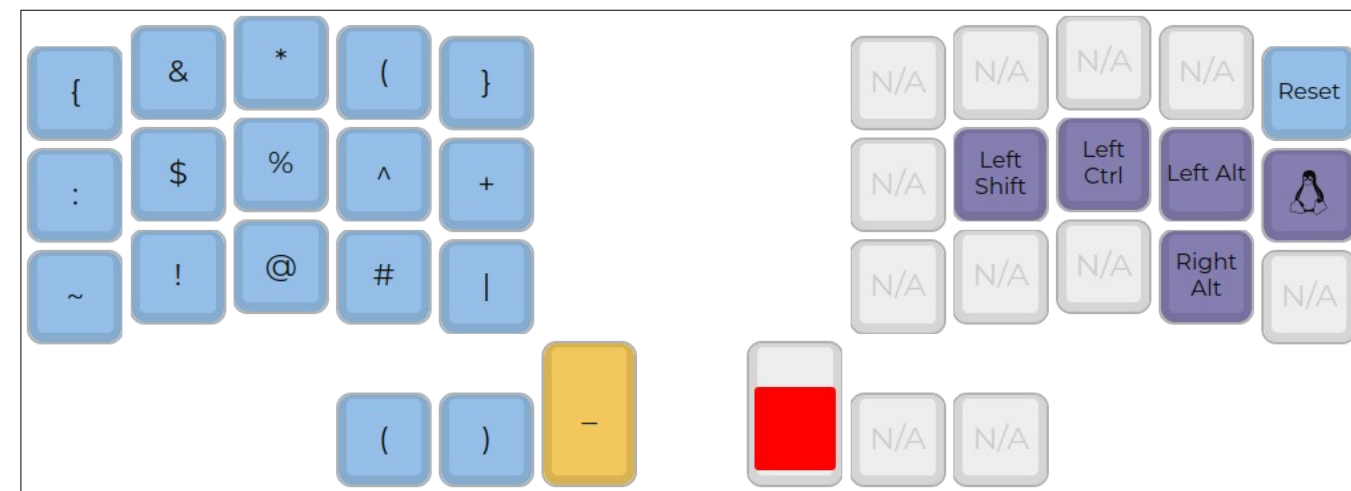 { & * ( } N/A N/A N/A N/A Reset
: $ % ^ + N/A Left Shift Left Ctrl Left Alt
~ ! @ # | N/A N/A N/A Right Alt N/A
( ) _ N/A N/A